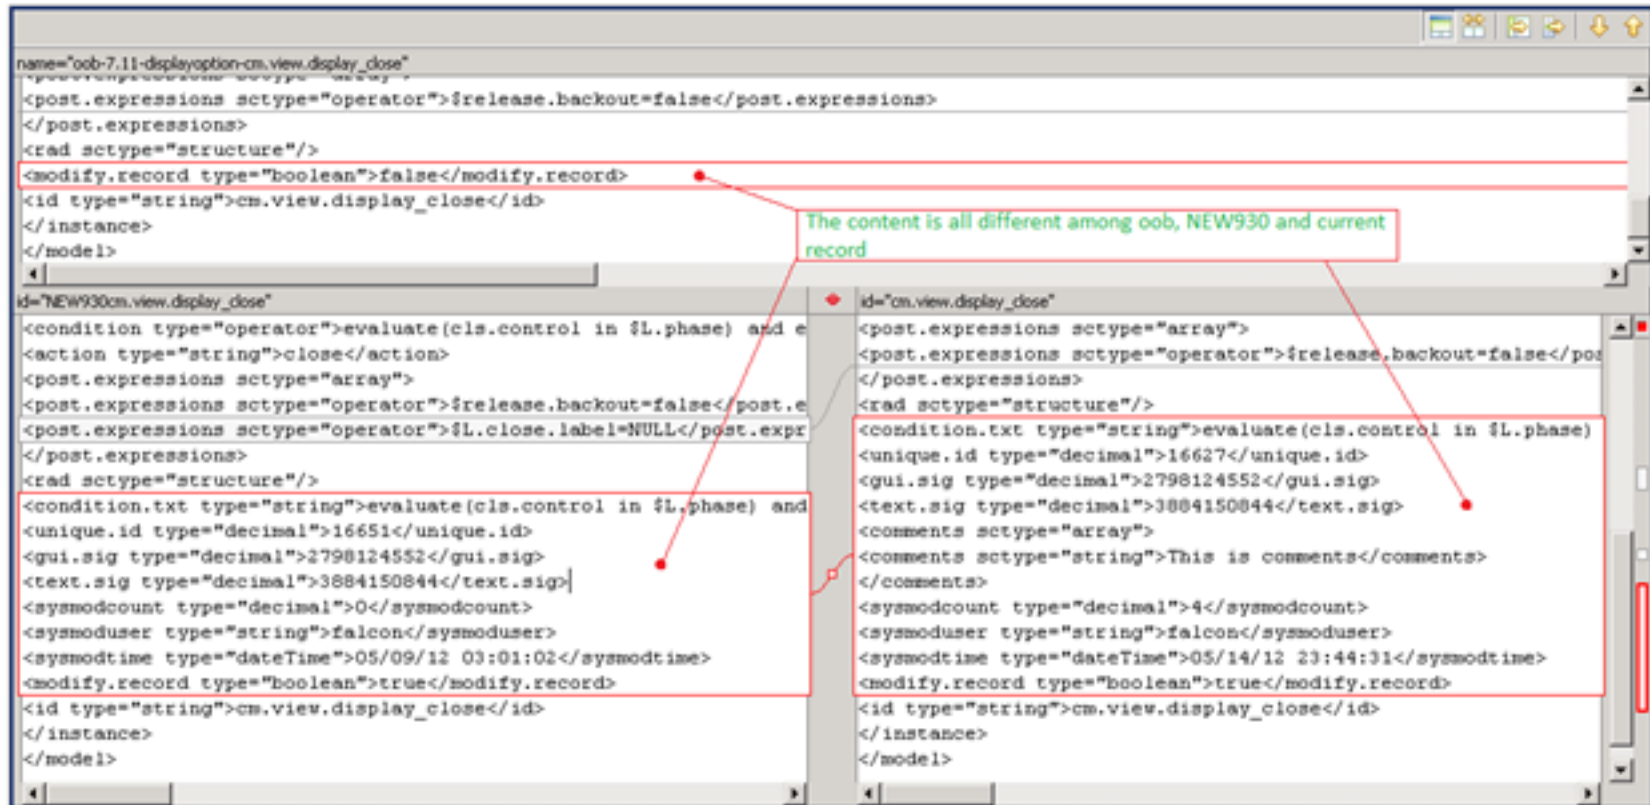 name="oob-7.11-displayoption-cm.view.display_close"
<post.expressions sctype="array">
<post.expressions sctype="operator">$release.backout=false</post.expressions>
</post.expressions>
<rad sctype="structure"/>
<modify.record type="boolean">false</modify.record>
<id type="string">cm.view.display_close</id>
</instance>
</model>
The content is all different among oob, NEW930 and current
record
id="NEW930cm.view.display_close"
<condition type="operator">evaluate(cls.control in $L.phase) and e
<action type="string">close</action>
<post.expressions sctype="array">
<post.expressions sctype="operator">$release.backout=false</post.e
<post.expressions sctype="operator">$L.close.label=NULL</post.expr
</post.expressions>
<rad sctype="structure"/>
<condition.txt type="string">evaluate(cls.control in $L.phase) and
<unique.id type="decimal">16651</unique.id>
<gui.sig type="decimal">2798124552</gui.sig>
<text.sig type="decimal">3884150844</text.sig>
<sysmodcount type="decimal">0</sysmodcount>
<sysmoduser type="string">falcon</sysmoduser>
<sysmodtime type="dateTime">05/09/12 03:01:02</sysmodtime>
<modify.record type="boolean">true</modify.record>
<id type="string">cm.view.display_close</id>
</instance>
</model>
id="cm.view.display_close"
<post.expressions sctype="array">
<post.expressions sctype="operator">$release.backout=false</pos
</post.expressions>
<rad sctype="structure"/>
<condition.txt type="string">evaluate(cls.control in $L.phase)
<unique.id type="decimal">16627</unique.id>
<gui.sig type="decimal">2798124552</gui.sig>
<text.sig type="decimal">3884150844</text.sig>
<comments sctype="array">
<comments sctype="string">This is comments</comments>
</comments>
<sysmodcount type="decimal">4</sysmodcount>
<sysmoduser type="string">falcon</sysmoduser>
<sysmodtime type="dateTime">05/14/12 23:44:31</sysmodtime>
<modify.record type="boolean">true</modify.record>
<id type="string">cm.view.display_close</id>
</instance>
</model>